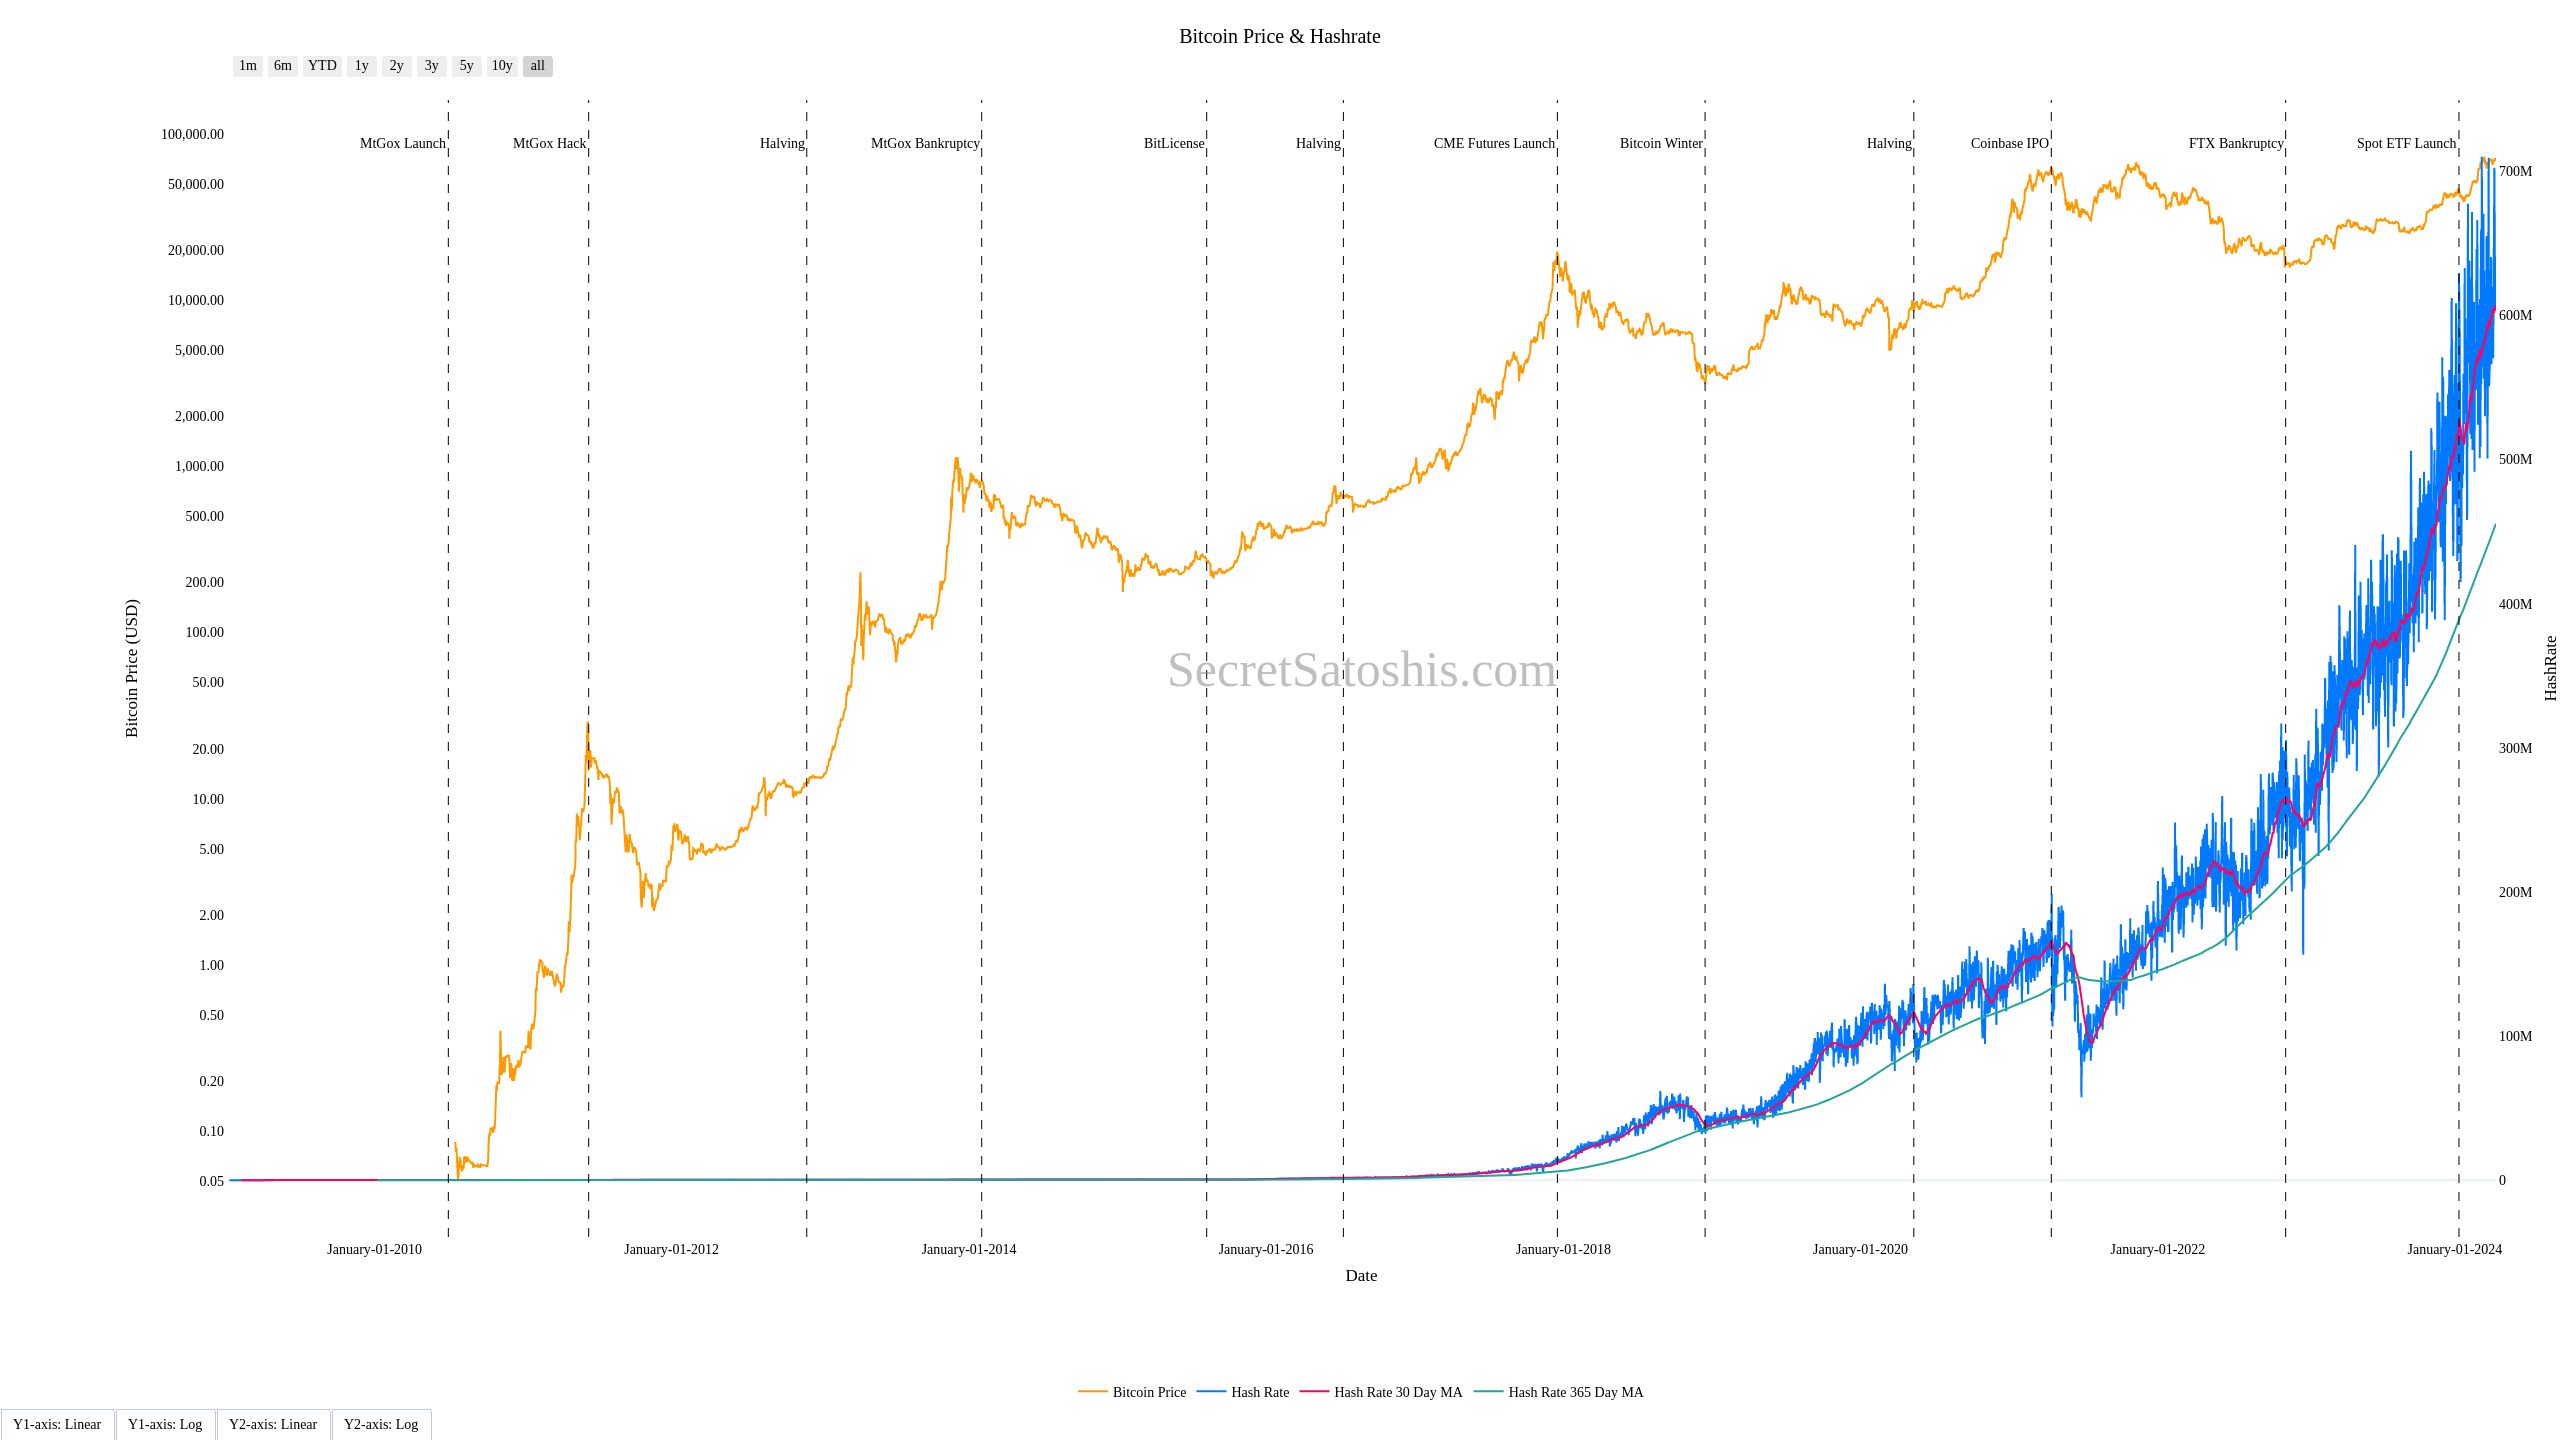 Bitcoin Price & Hashrate
1m 6m YTD 1y 2y 3y 5y 10y all
MtGox Launch MtGox Hack Halving MtGox Bankruptcy BitLicense Halving CME Futures Launch Bitcoin Winter Halving Coinbase IPO FTX Bankruptcy Spot ETF Launch
100,000.00
50,000.00
20,000.00
10,000.00
5,000.00
2,000.00
1,000.00
500.00
200.00
100.00
50.00
20.00
10.00
5.00
2.00
1.00
0.50
0.20
0.10
0.05
Bitcoin Price (USD)
SecretSatoshis.com
700M
600M
500M
400M
300M
200M
100M
0
HashRate
January-01-2010 January-01-2012 January-01-2014 January-01-2016 January-01-2018 January-01-2020 January-01-2022 January-01-2024
Date
Bitcoin Price Hash Rate Hash Rate 30 Day MA Hash Rate 365 Day MA
Y1-axis: Linear Y1-axis: Log Y2-axis: Linear Y2-axis: Log